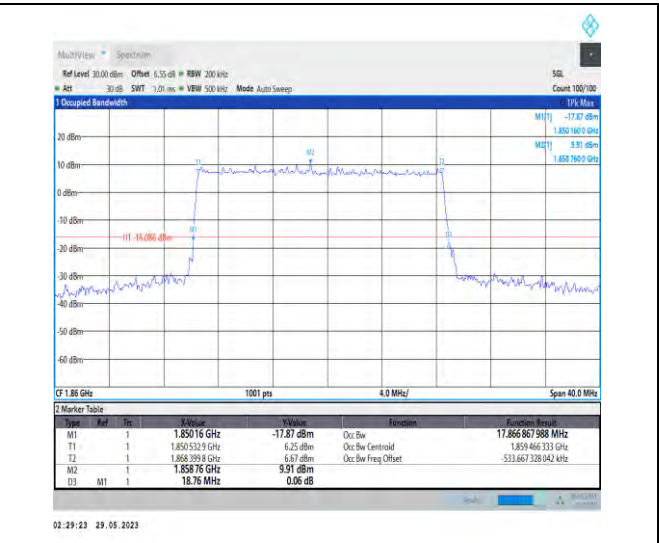 MultiView Spectrum
Ref Level 30.00 dBm Offset 6.55 dB RBW 200 kHz SGL
Att 30 dB SWT 1.01 ms VBW 500 kHz Mode Auto Sweep Count 100/100
1 Occupied Bandwidth 1Pk Max
M1[1] -17.87 dBm
1.850 160 0 GHz
M2[1] 9.91 dBm
1.858 760 0 GHz
20 dBm
M2
T1 T2
10 dBm
0 dBm
-10 dBm
M1 D3
H1 -16.086 dBm
-20 dBm
-30 dBm
-40 dBm
-50 dBm
-60 dBm
CF 1.86 GHz 1001 pts 4.0 MHz/ Span 40.0 MHz
2 Marker Table
Type Ref Trc X-Value Y-Value Function Function Result
M1 1 1.85016 GHz -17.87 dBm Occ Bw 17.866 867 988 MHz
T1 1 1.850 532 9 GHz 6.25 dBm Occ Bw Centroid 1.859 466 333 GHz
T2 1 1.868 399 8 GHz 6.67 dBm Occ Bw Freq Offset -533.667 328 042 kHz
M2 1 1.85876 GHz 9.91 dBm
D3 M1 1 18.76 MHz 0.06 dB
02:29:23 29.05.2023